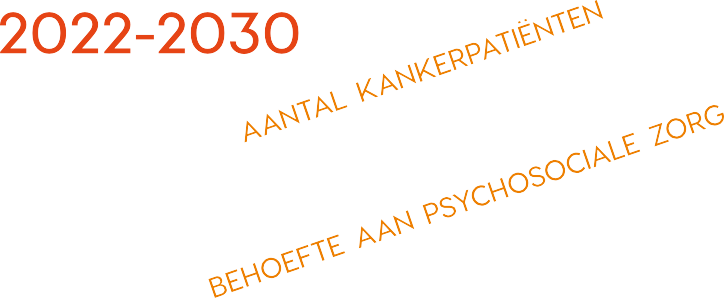 2022-2030
AANTAL KANKERPATIËNTEN
BEHOEFTE AAN PSYCHOSOCIALE ZORG